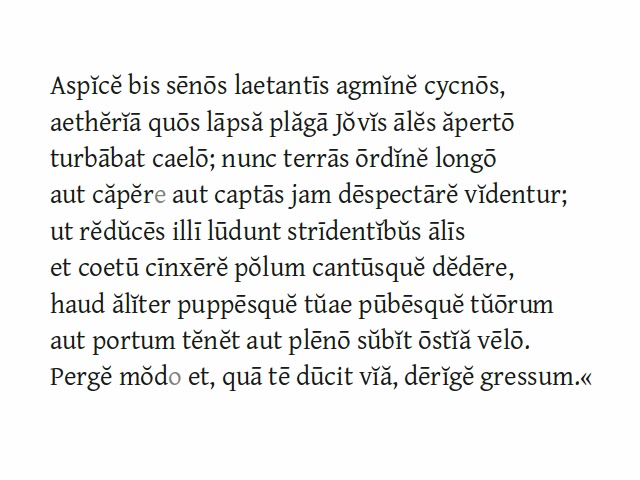 Aspĭcĕ bis sēnōs laetantīs agmĭnĕ cycnōs,
aethĕrĭā quōs lāpsă plăgā Jŏvĭs ālĕs ăpertō
turbābat caelō; nunc terrās ōrdĭnĕ longō
aut căpĕre aut captās jam dēspectārĕ vĭdentur;
ut rĕdŭcēs illī lūdunt strīdentĭbŭs ālīs
et coetū cīnxērĕ pŏlum cantūsquĕ dĕdēre,
haud ălĭter puppēsquĕ tŭae pūbēsquĕ tŭōrum
aut portum tĕnĕt aut plēnō sŭbĭt ōstĭă vēlō.
Pergĕ mŏdo et, quā tē dūcit vĭă, dērĭgĕ gressum.«